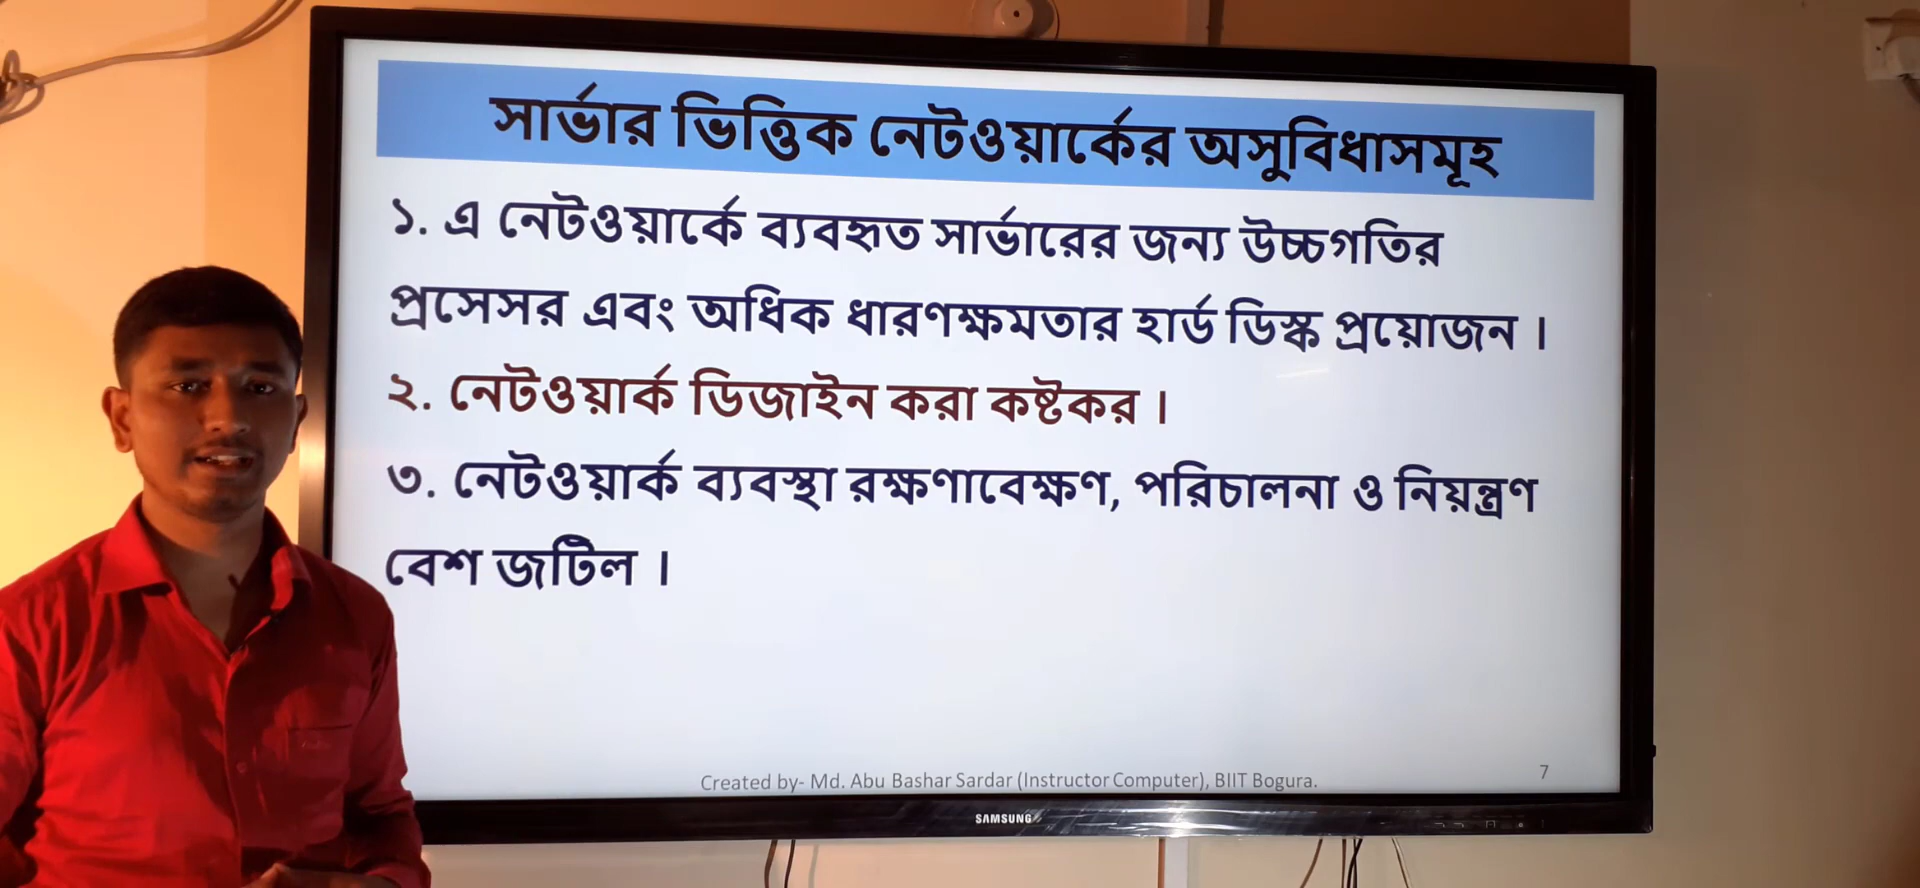 সার্ভার ভিত্তিক নেটওয়ার্কের অসুবিধাসমূহ
১. এ নেটওয়ার্কে ব্যবহৃত সার্ভারের জন্য উচ্চগতির
প্রসেসর এবং অধিক ধারণক্ষমতার হার্ড ডিস্ক প্রয়োজন ।
২. নেটওয়ার্ক ডিজাইন করা কষ্টকর ।
৩. নেটওয়ার্ক ব্যবস্থা রক্ষণাবেক্ষণ, পরিচালনা ও নিয়ন্ত্রণ
বেশ জটিল ।
Created by- Md. Abu Bashar Sardar (Instructor Computer), BIIT Bogura.
7
SAMSUNG